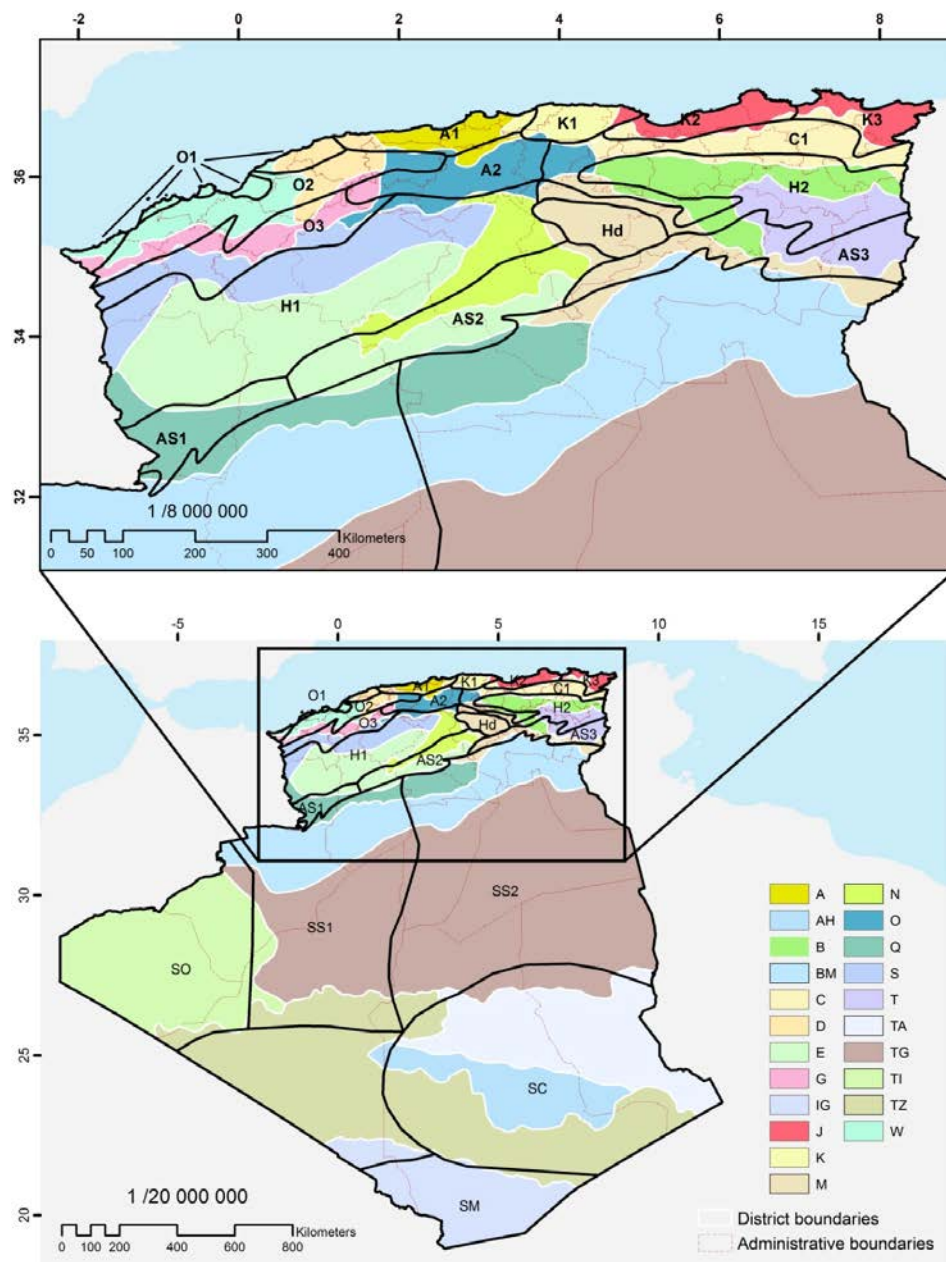 -2 0 2 4 6 8
36
34
32
O1
O2
O3
A1
A2
K1
K2
K3
C1
H2
Hd
AS3
H1
AS2
AS1
1 /8 000 000
Kilometers
0 50 100 200 300 400
-5 0 5 10 15
35
30
25
20
O1
O2
O3
A1
A2
K1
K2
K3
C1
H2
Hd
AS3
H1
AS2
AS1
SS2
SS1
SO
SC
SM
A N
AH O
B Q
BM S
C T
D TA
E TG
G TI
IG TZ
J W
K
M
District boundaries
Administrative boundaries
1 /20 000 000
Kilometers
0 100 200 400 600 800